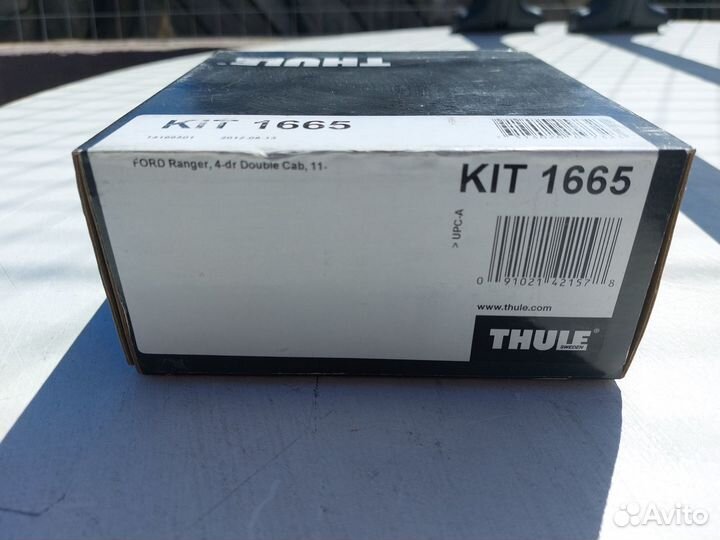 THULE
KIT 1665
2012-06-13
FORD Ranger, 4-dr Double Cab, 11-
KIT 1665
> UPC-A
0 91021 42157 8
www.thule.com
THULE®
SWEDEN
Avito